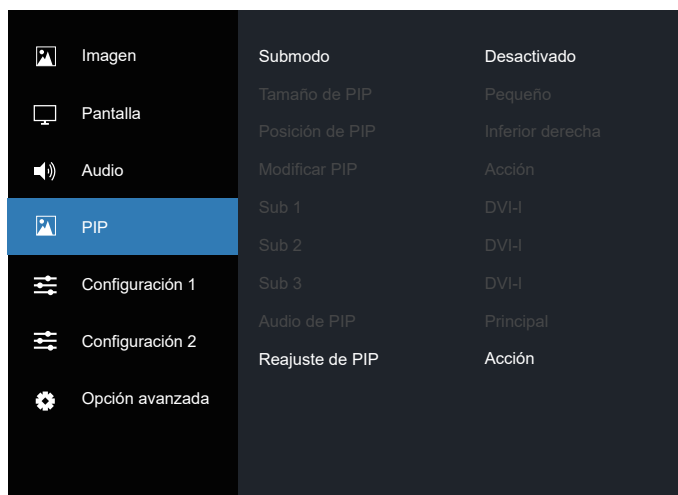 Imagen
Pantalla
Audio
PIP
Configuración 1
Configuración 2
Opción avanzada
Submodo Desactivado
Tamaño de PIP Pequeño
Posición de PIP Inferior derecha
Modificar PIP Acción
Sub 1 DVI-I
Sub 2 DVI-I
Sub 3 DVI-I
Audio de PIP Principal
Reajuste de PIP Acción